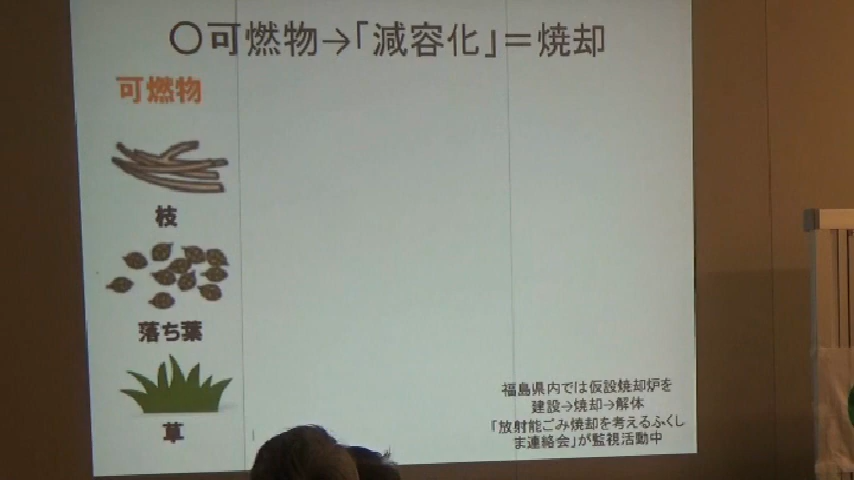 〇可燃物→「減容化」＝焼却
可燃物
枝
落ち葉
草
福島県内では仮設焼却炉を
建設→焼却→解体
「放射能ごみ焼却を考えるふくし
ま連絡会」が監視活動中